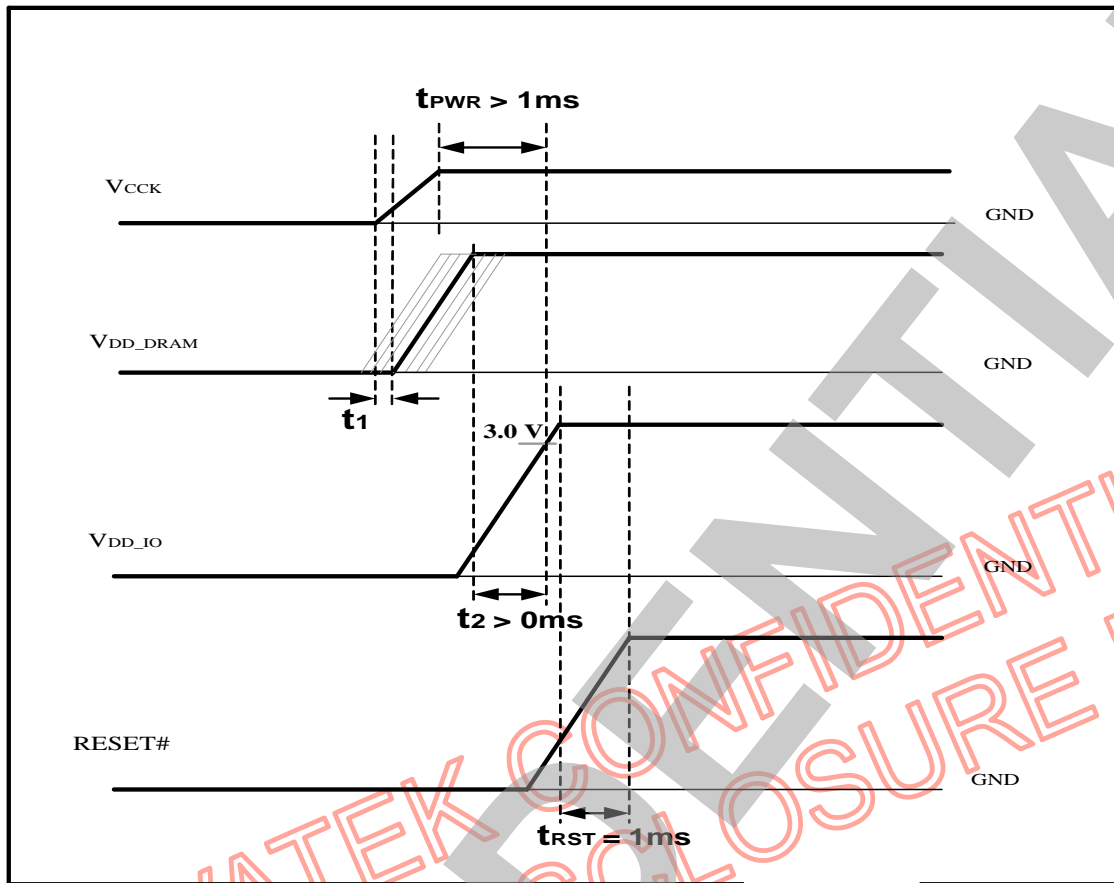 tPWR > 1ms
VCCK
GND
VDD_DRAM
GND
t1
3.0 V
VDD_IO
GND
t2 > 0ms
RESET#
GND
tRST = 1ms